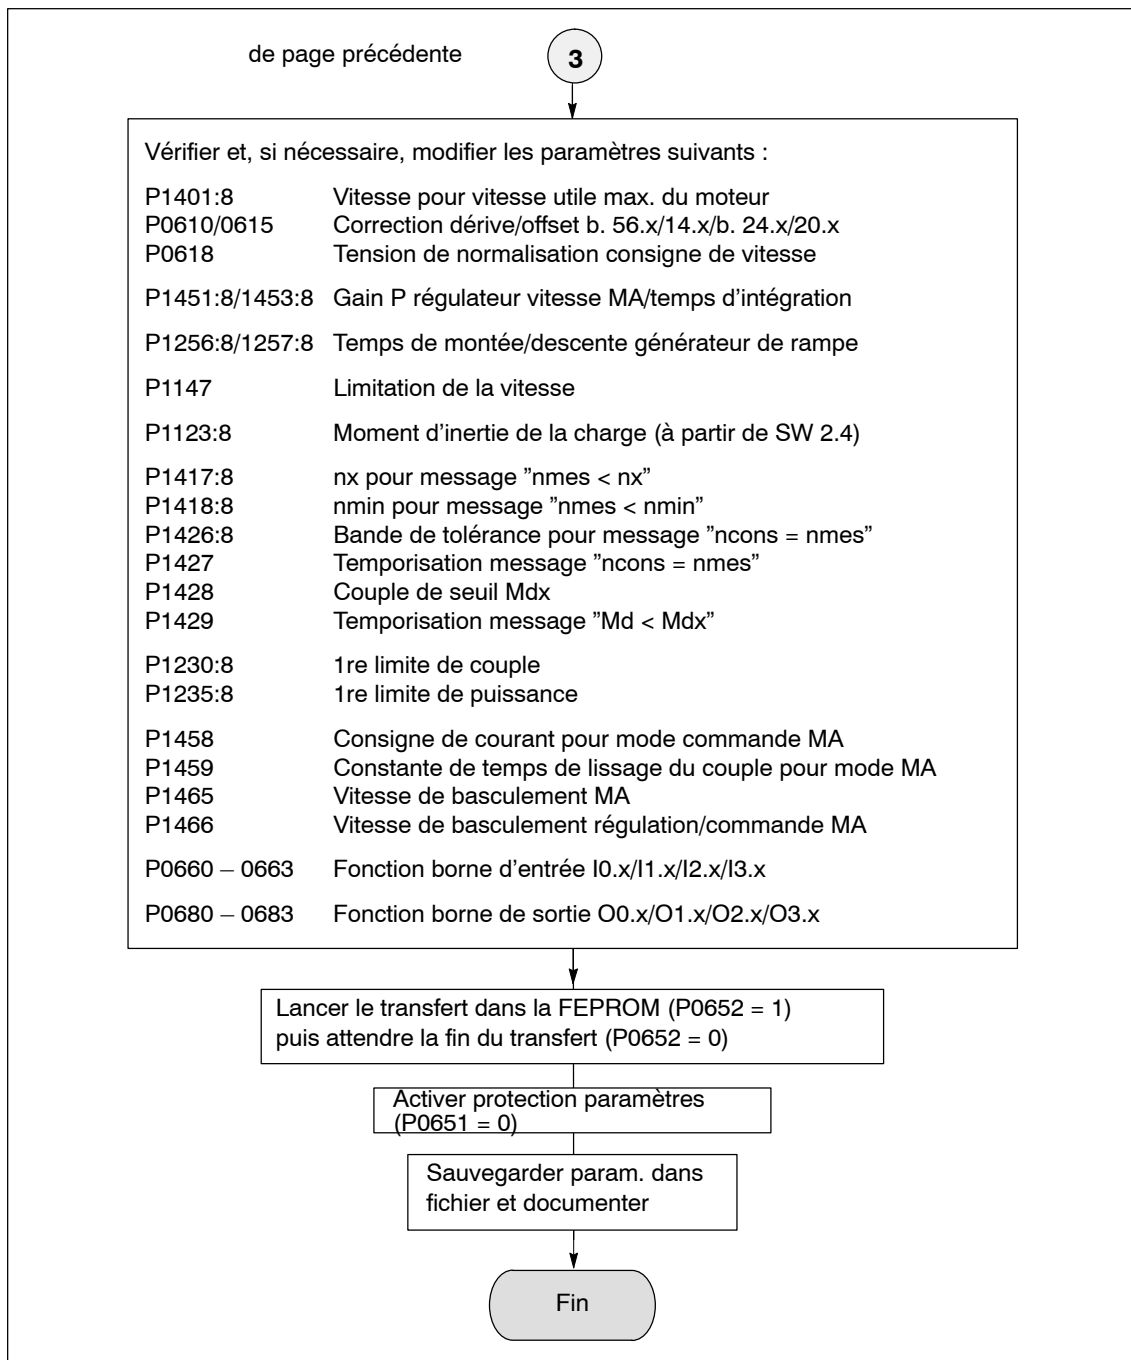 de page précédente 3
Vérifier et, si nécessaire, modifier les paramètres suivants :
P1401:8 Vitesse pour vitesse utile max. du moteur
P0610/0615 Correction dérive/offset b. 56.x/14.x/b. 24.x/20.x
P0618 Tension de normalisation consigne de vitesse
P1451:8/1453:8 Gain P régulateur vitesse MA/temps d'intégration
P1256:8/1257:8 Temps de montée/descente générateur de rampe
P1147 Limitation de la vitesse
P1123:8 Moment d'inertie de la charge (à partir de SW 2.4)
P1417:8 nx pour message ”nmes < nx”
P1418:8 nmin pour message ”nmes < nmin”
P1426:8 Bande de tolérance pour message ”ncons = nmes”
P1427 Temporisation message ”ncons = nmes”
P1428 Couple de seuil Mdx
P1429 Temporisation message ”Md < Mdx”
P1230:8 1re limite de couple
P1235:8 1re limite de puissance
P1458 Consigne de courant pour mode commande MA
P1459 Constante de temps de lissage du couple pour mode MA
P1465 Vitesse de basculement MA
P1466 Vitesse de basculement régulation/commande MA
P0660 – 0663 Fonction borne d'entrée I0.x/I1.x/I2.x/I3.x
P0680 – 0683 Fonction borne de sortie O0.x/O1.x/O2.x/O3.x
Lancer le transfert dans la FEPROM (P0652 = 1)
puis attendre la fin du transfert (P0652 = 0)
Activer protection paramètres
(P0651 = 0)
Sauvegarder param. dans
fichier et documenter
Fin